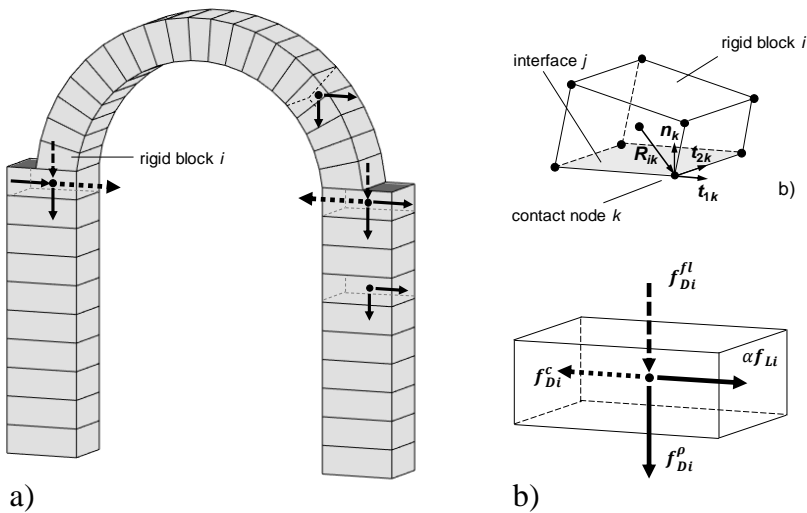 rigid block i
a)
interface j
rigid block i
n_k
t_2k
R_ik
t_1k
contact node k
b)
f_Di^fl
αf_Li
f_Di^c
f_Di^ρ
b)